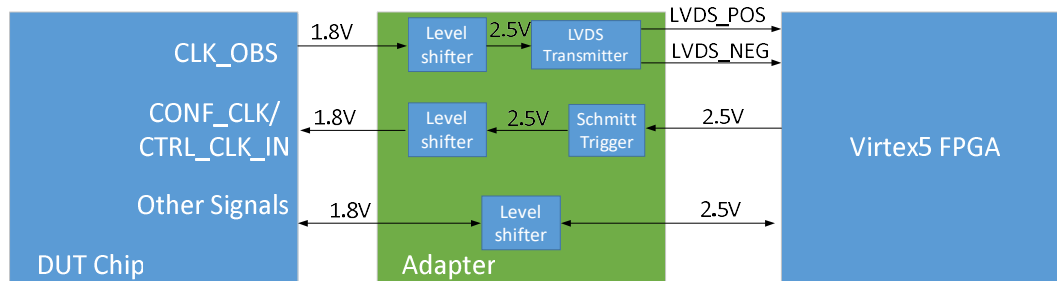 1.8V
Level
shifter
2.5V
LVDS
Transmitter
LVDS_POS
LVDS_NEG
CLK_OBS
CONF_CLK/
CTRL_CLK_IN
1.8V
Level
shifter
2.5V
Schmitt
Trigger
2.5V
Virtex5 FPGA
Other Signals
1.8V
Level
shifter
2.5V
DUT Chip
Adapter